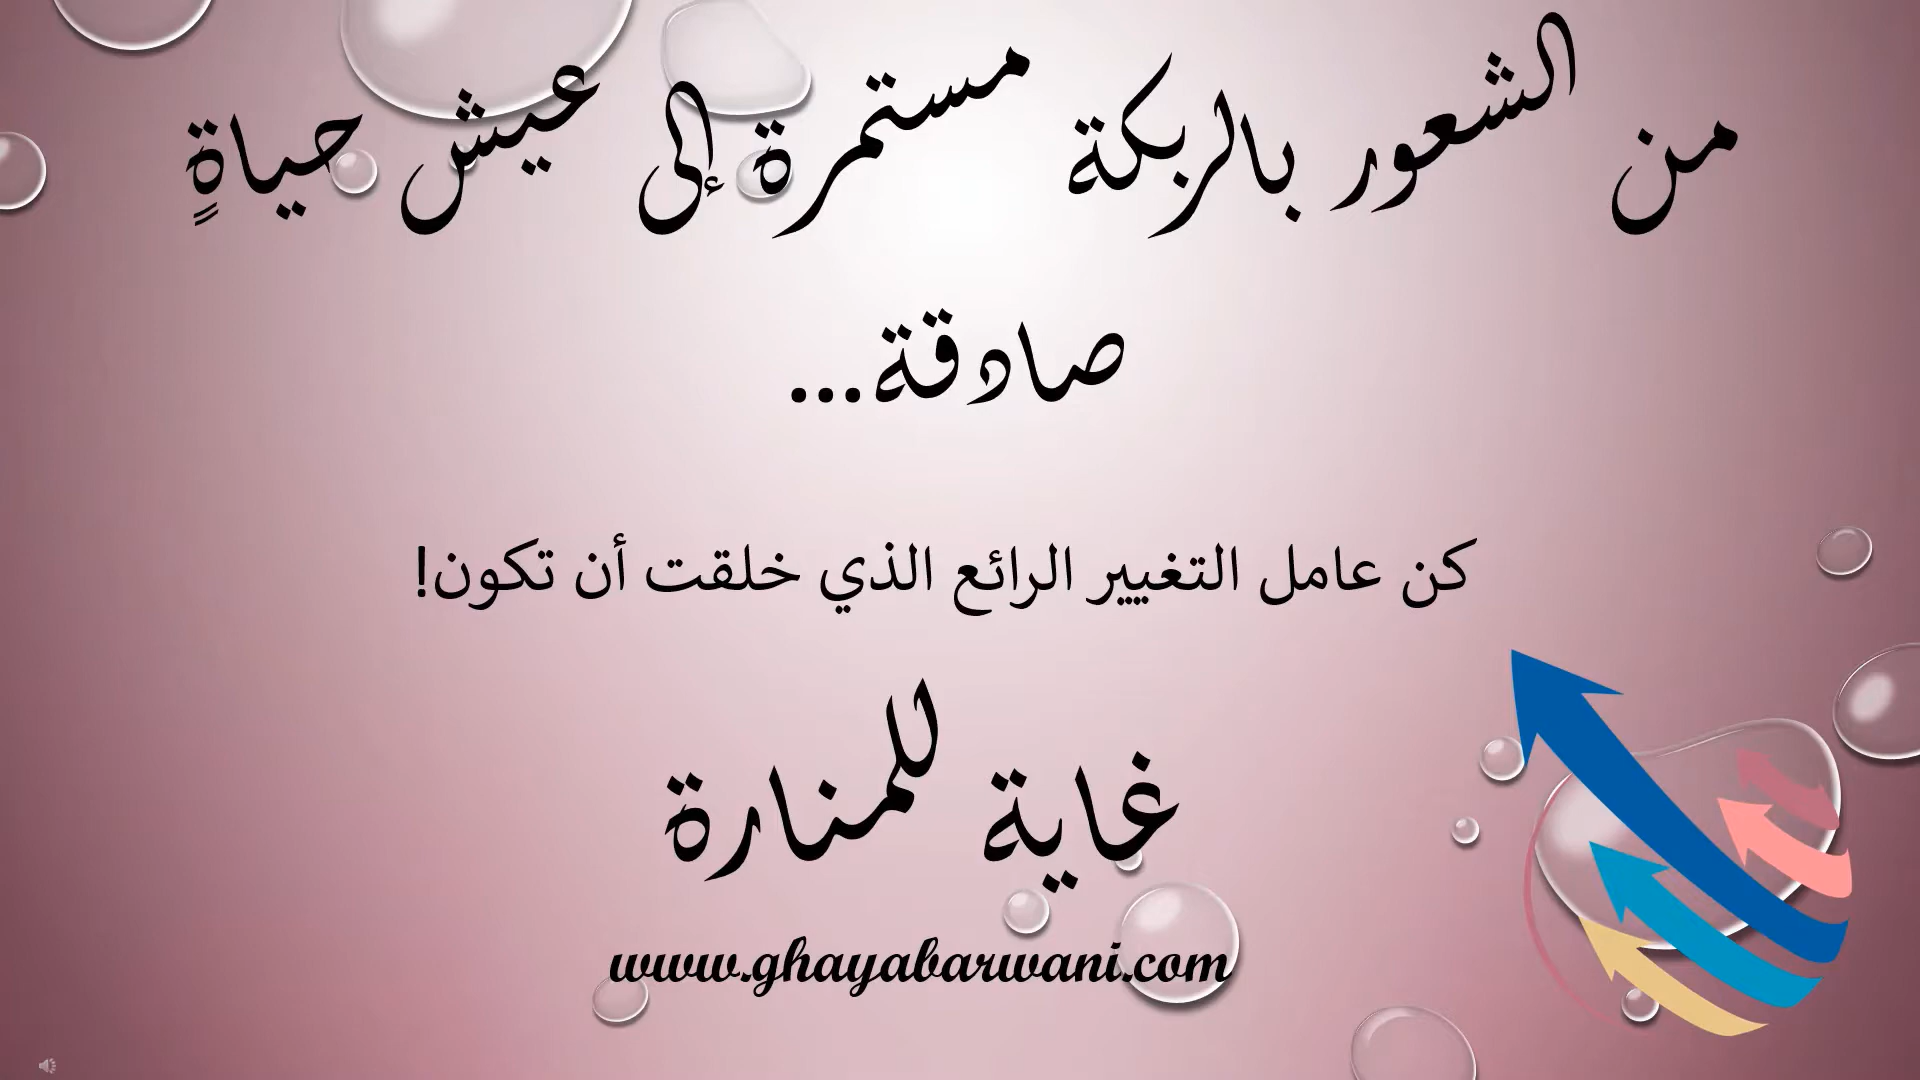 من الشعور بالربكة مستمرة إلى عيش حياةٍ
صادقة...
كن عامل التغيير الرائع الذي خلقت أن تكون!
غاية للمنارة
www.ghayabarwani.com